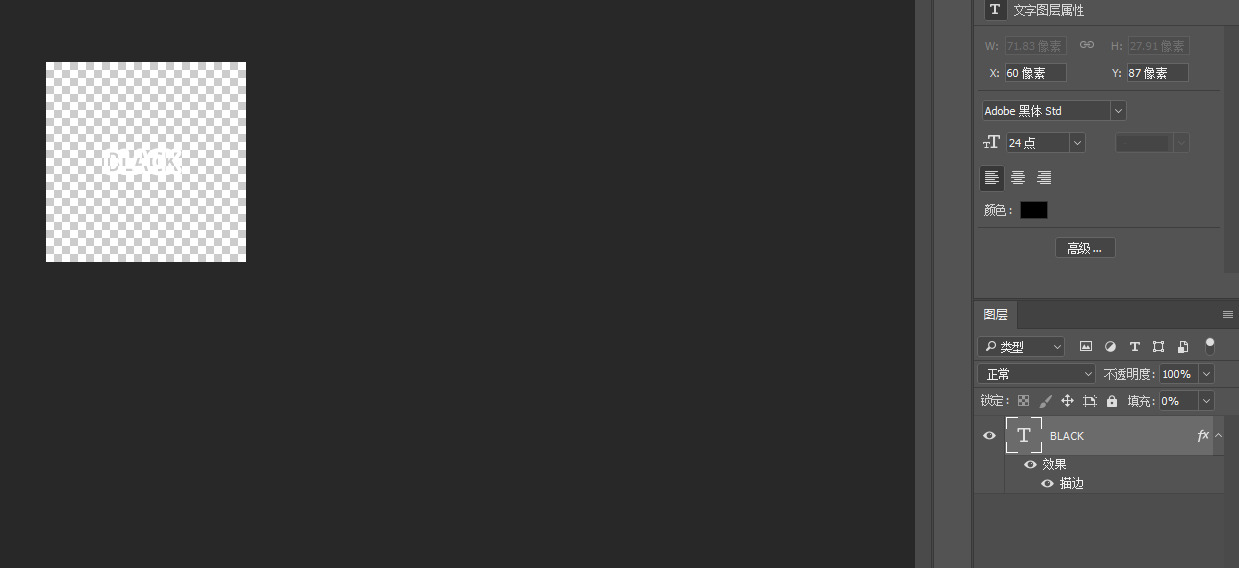 BLACK
T 文字图层属性
W: 71.83 像素 H: 27.91 像素
X: 60 像素 Y: 87 像素
Adobe 黑体 Std
24 点
颜色:
高级...
图层
类型
正常 不透明度: 100%
锁定: 填充: 0%
T BLACK fx
效果
描边